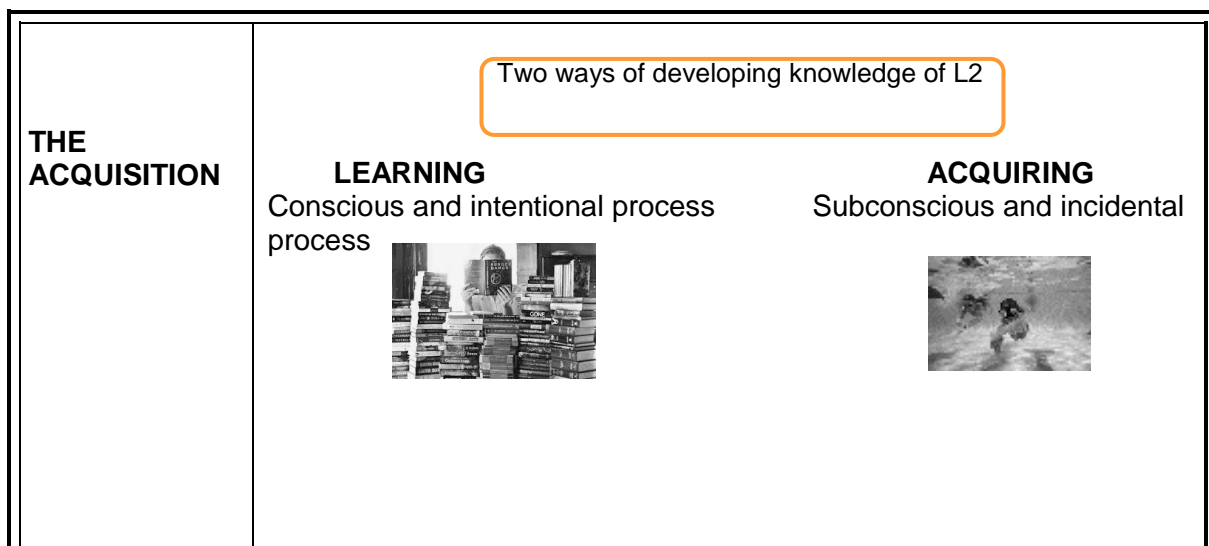 Two ways of developing knowledge of L2
THE
ACQUISITION
LEARNING
ACQUIRING
Conscious and intentional process
Subconscious and incidental
process
GONE